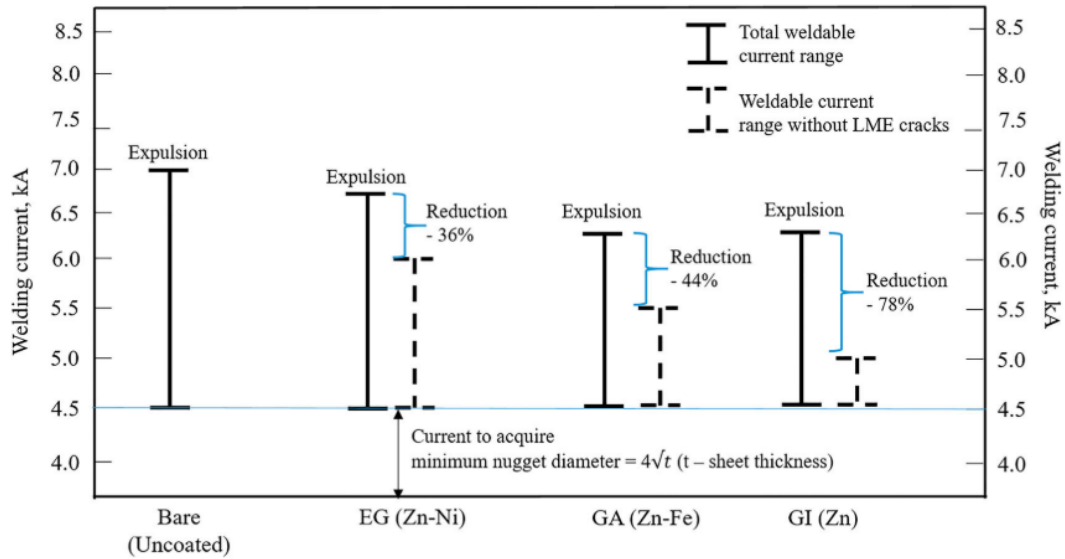 8.5
8.0
7.5
7.0
6.5
6.0
5.5
5.0
4.5
4.0
Welding current, kA
Expulsion
Expulsion
Reduction
- 36%
Expulsion
Reduction
- 44%
Expulsion
Reduction
- 78%
Total weldable
current range
Weldable current
range without LME cracks
Current to acquire
minimum nugget diameter = 4√t (t – sheet thickness)
8.5
8.0
7.5
7.0
6.5
6.0
5.5
5.0
4.5
4.0
Welding current, kA
Bare
(Uncoated)
EG (Zn-Ni)
GA (Zn-Fe)
GI (Zn)